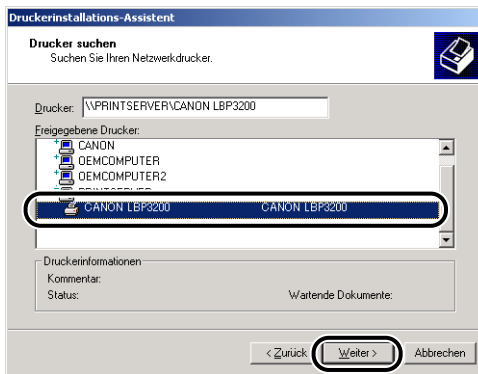 Druckerinstallations-Assistent
Drucker suchen
Suchen Sie Ihren Netzwerkdrucker.
Drucker: \\PRINTSERVER\CANON LBP3200
Freigegebene Drucker:
CANON
OEMCOMPUTER
OEMCOMPUTER2
PRINTSERVER
CANON LBP3200 CANON LBP3200
Druckerinformationen
Kommentar:
Status: Wartende Dokumente:
< Zurück Weiter > Abbrechen